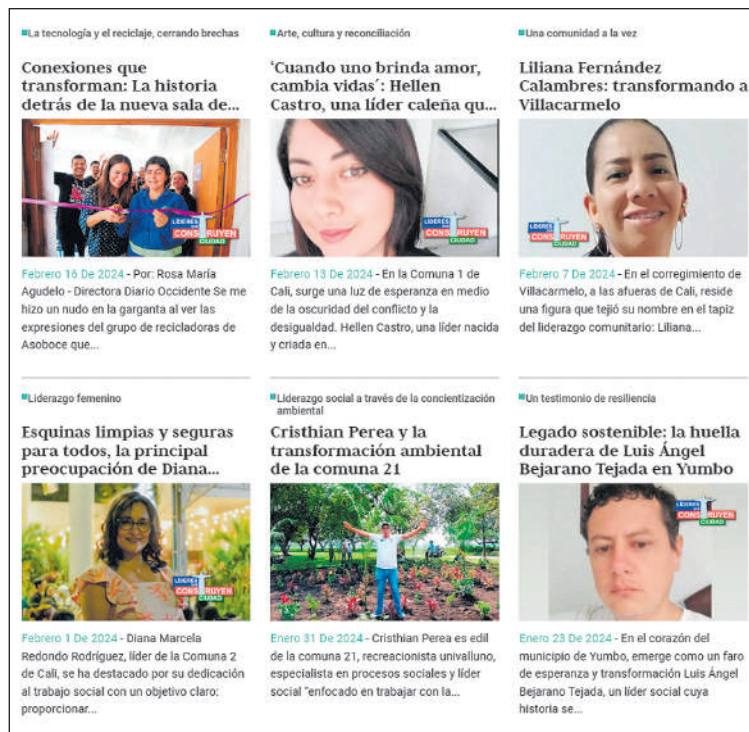 La tecnología y el reciclaje, cerrando brechas
Conexiones que
transforman: La historia
detrás de la nueva sala de...
LÍDERES
CONSTRUYEN
CIUDAD
Febrero 16 De 2024 - Por: Rosa María
Agudelo - Directora Diario Occidente Se me
hizo un nudo en la garganta al ver las
expresiones del grupo de recicladoras de
Asoboce que...
Arte, cultura y reconciliación
‘Cuando uno brinda amor,
cambia vidas´: Hellen
Castro, una líder caleña qu...
LÍDERES
CONSTRUYEN
CIUDAD
Febrero 13 De 2024 - En la Comuna 1 de
Cali, surge una luz de esperanza en medio
de la oscuridad del conflicto y la
desigualdad. Hellen Castro, una líder nacida
y criada en...
Una comunidad a la vez
Liliana Fernández
Calambres: transformando a
Villacarmelo
LÍDERES
CONSTRUYEN
CIUDAD
Febrero 7 De 2024 - En el corregimiento de
Villacarmelo, a las afueras de Cali, reside
una figura que tejió su nombre en el tapiz
del liderazgo comunitario: Liliana...
Liderazgo femenino
Esquinas limpias y seguras
para todos, la principal
preocupación de Diana...
LÍDERES
CONSTRUYEN
CIUDAD
Febrero 1 De 2024 - Diana Marcela
Redondo Rodríguez, líder de la Comuna 2
de Cali, se ha destacado por su dedicación
al trabajo social con un objetivo claro:
proporcionar...
Liderazgo social a través de la concientización
ambiental
Cristhian Perea y la
transformación ambiental
de la comuna 21
Enero 31 De 2024 - Cristhian Perea es edil
de la comuna 21, recreacionista univalluno,
especialista en procesos sociales y líder
social "enfocado en trabajar con la...
Un testimonio de resiliencia
Legado sostenible: la huella
duradera de Luis Ángel
Bejarano Tejada en Yumbo
LÍDERES
CONSTRUYEN
CIUDAD
Enero 23 De 2024 - En el corazón del
municipio de Yumbo, emerge como un faro
de esperanza y transformación Luis Ángel
Bejarano Tejada, un líder social cuya
historia se...